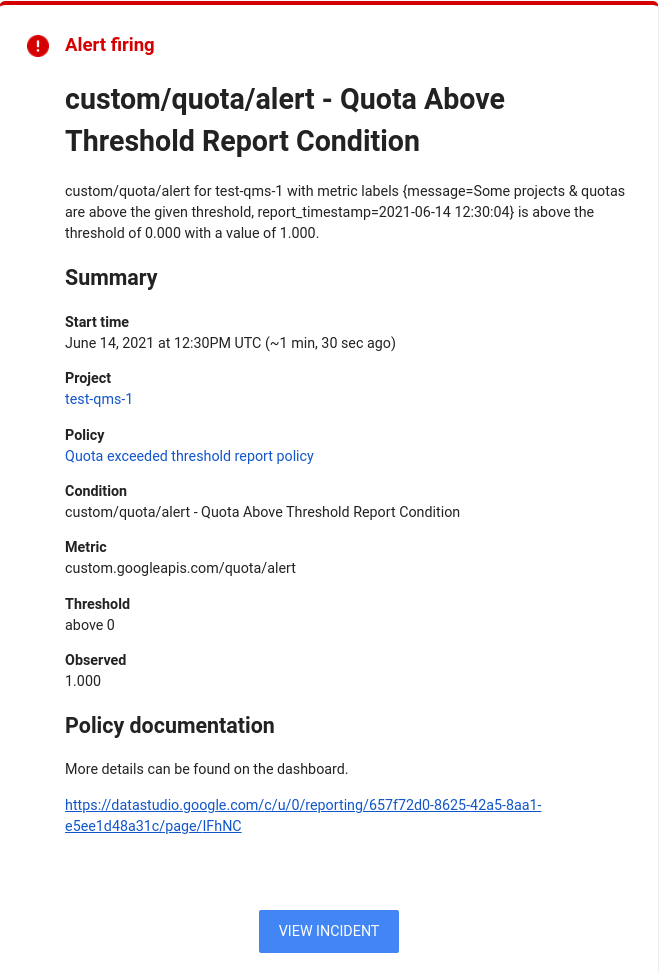 Alert firing
custom/quota/alert - Quota Above
Threshold Report Condition
custom/quota/alert for test-qms-1 with metric labels {message=Some projects & quotas
are above the given threshold, report_timestamp=2021-06-14 12:30:04} is above the
threshold of 0.000 with a value of 1.000.
Summary
Start time
June 14, 2021 at 12:30PM UTC (~1 min, 30 sec ago)
Project
test-qms-1
Policy
Quota exceeded threshold report policy
Condition
custom/quota/alert - Quota Above Threshold Report Condition
Metric
custom.googleapis.com/quota/alert
Threshold
above 0
Observed
1.000
Policy documentation
More details can be found on the dashboard.
https://datastudio.google.com/c/u/0/reporting/657f72d0-8625-42a5-8aa1-
e5ee1d48a31c/page/IFhNC
VIEW INCIDENT